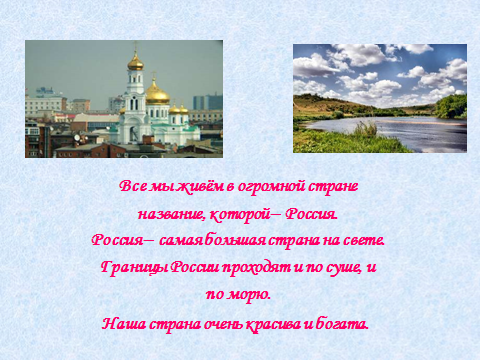 Все мы живём в огромной стране
название, которой – Россия.
Россия – самая большая страна на свете.
Границы России проходят и по суше, и
по морю.
Наша страна очень красива и богата.